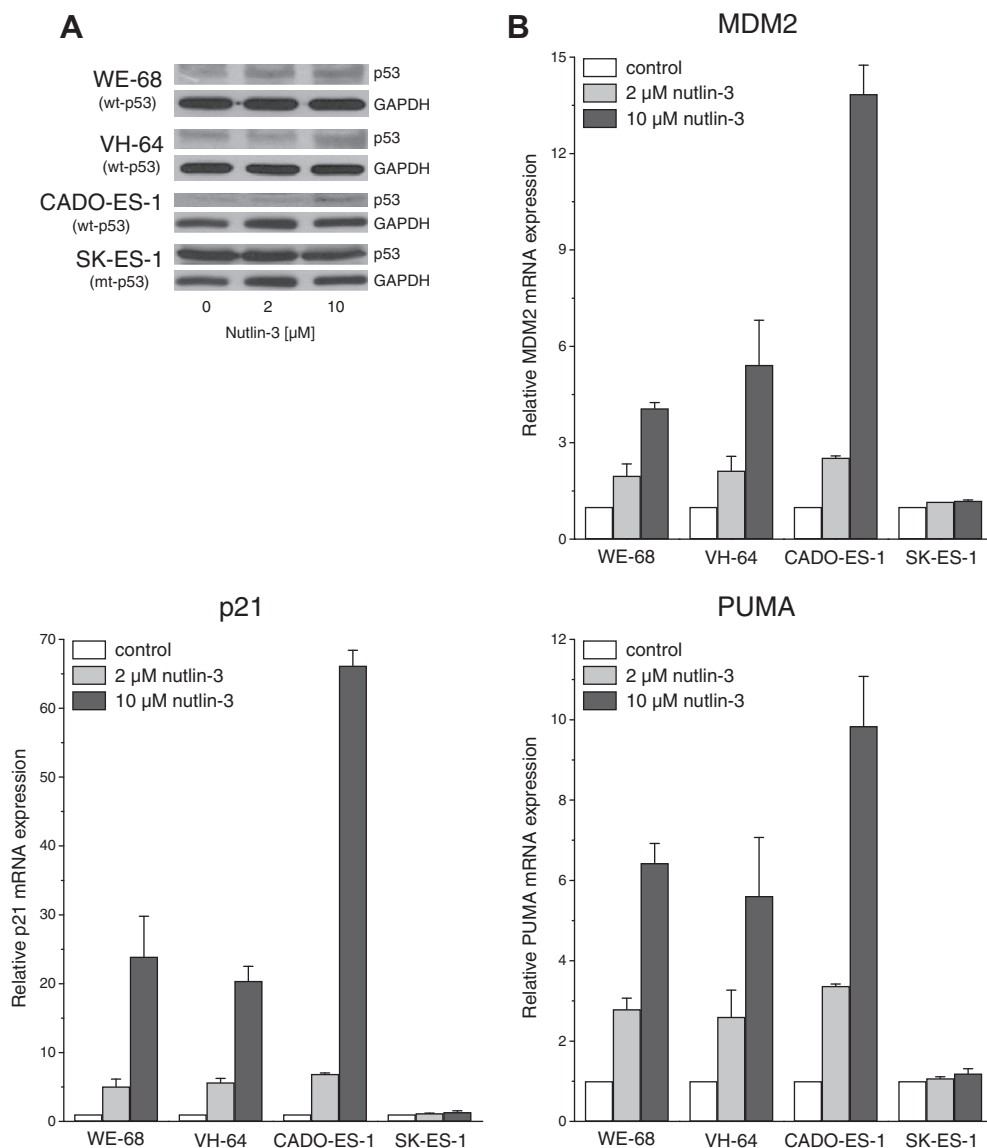 A
WE-68
(wt-p53)
p53
GAPDH
VH-64
(wt-p53)
p53
GAPDH
CADO-ES-1
(wt-p53)
p53
GAPDH
SK-ES-1
(mt-p53)
p53
GAPDH
0 2 10
Nutlin-3 [µM]
B
MDM2
control
2 µM nutlin-3
10 µM nutlin-3
Relative MDM2 mRNA expression
15
12
9
6
3
0
WE-68 VH-64 CADO-ES-1 SK-ES-1
p21
control
2 µM nutlin-3
10 µM nutlin-3
Relative p21 mRNA expression
70
60
50
40
30
20
10
0
WE-68 VH-64 CADO-ES-1 SK-ES-1
PUMA
control
2 µM nutlin-3
10 µM nutlin-3
Relative PUMA mRNA expression
12
10
8
6
4
2
0
WE-68 VH-64 CADO-ES-1 SK-ES-1